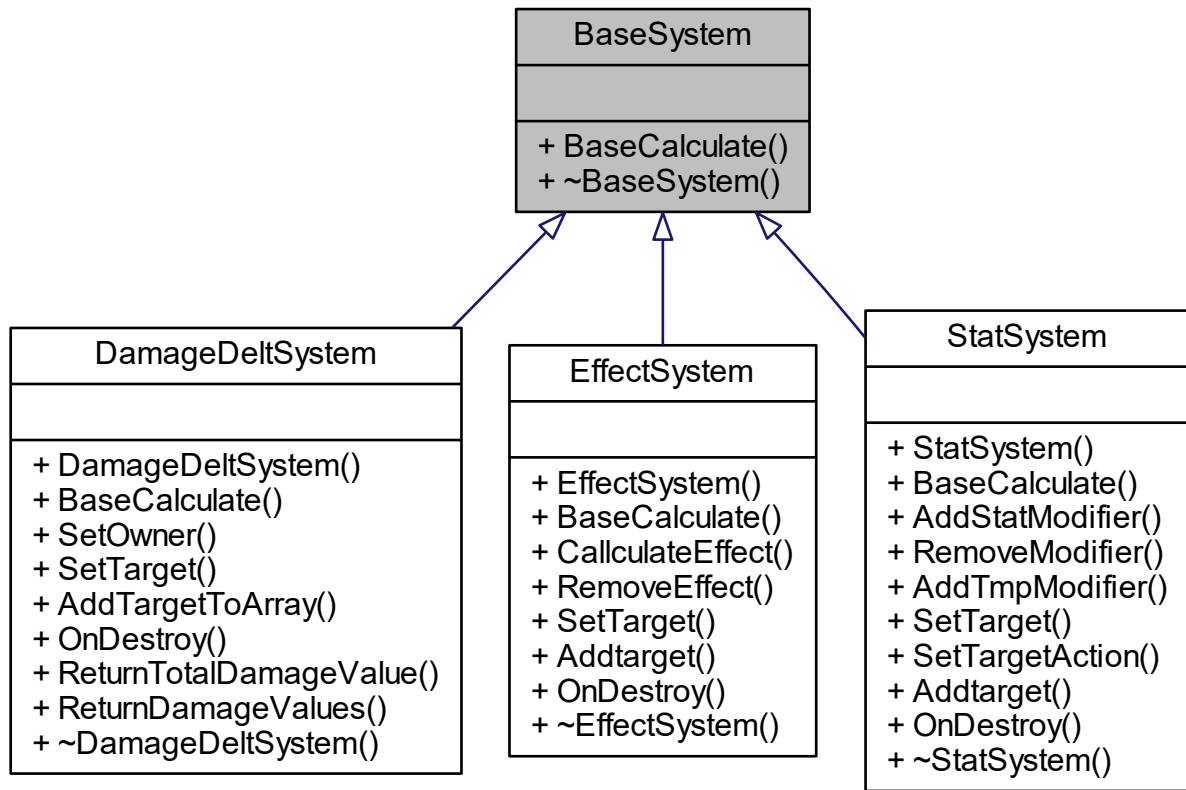 BaseSystem
+ BaseCalculate()
+ ~BaseSystem()
DamageDeltSystem
+ DamageDeltSystem()
+ BaseCalculate()
+ SetOwner()
+ SetTarget()
+ AddTargetToArray()
+ OnDestroy()
+ ReturnTotalDamageValue()
+ ReturnDamageValues()
+ ~DamageDeltSystem()
EffectSystem
+ EffectSystem()
+ BaseCalculate()
+ CallculateEffect()
+ RemoveEffect()
+ SetTarget()
+ Addtarget()
+ OnDestroy()
+ ~EffectSystem()
StatSystem
+ StatSystem()
+ BaseCalculate()
+ AddStatModifier()
+ RemoveModifier()
+ AddTmpModifier()
+ SetTarget()
+ SetTargetAction()
+ Addtarget()
+ OnDestroy()
+ ~StatSystem()